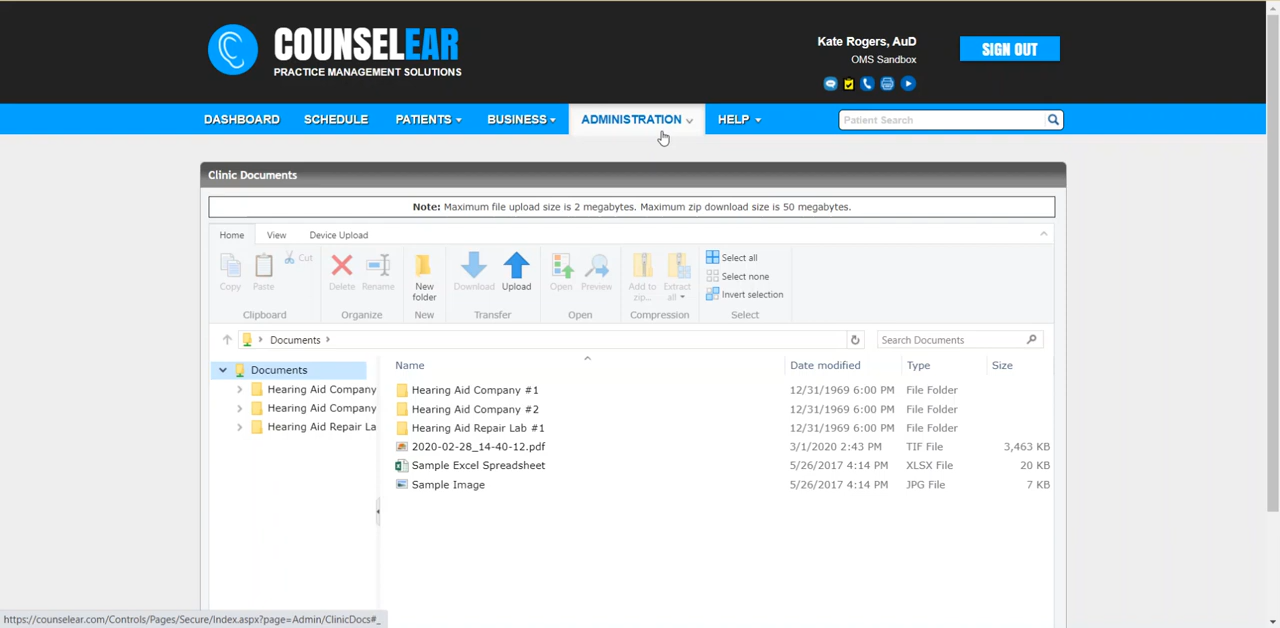 COUNSELEAR
PRACTICE MANAGEMENT SOLUTIONS
Kate Rogers, AuD
OMS Sandbox
SIGN OUT
DASHBOARD SCHEDULE PATIENTS BUSINESS ADMINISTRATION HELP Patient Search
Clinic Documents
Note: Maximum file upload size is 2 megabytes. Maximum zip download size is 50 megabytes.
Home View Device Upload
Copy Paste Cut Delete Rename New folder Download Upload Open Preview Add to zip... Extract all Select all
Select none
Invert selection
Clipboard Organize New Transfer Open Compression Select
Documents Search Documents
Documents
Hearing Aid Company
Hearing Aid Company
Hearing Aid Repair La
Name Date modified Type Size
Hearing Aid Company #1 12/31/1969 6:00 PM File Folder
Hearing Aid Company #2 12/31/1969 6:00 PM File Folder
Hearing Aid Repair Lab #1 12/31/1969 6:00 PM File Folder
2020-02-28_14-40-12.pdf 3/1/2020 2:43 PM TIF File 3,463 KB
Sample Excel Spreadsheet 5/26/2017 4:14 PM XLSX File 20 KB
Sample Image 5/26/2017 4:14 PM JPG File 7 KB
https://counselear.com/Controls/Pages/Secure/Index.aspx?page=Admin/ClinicDocs#_